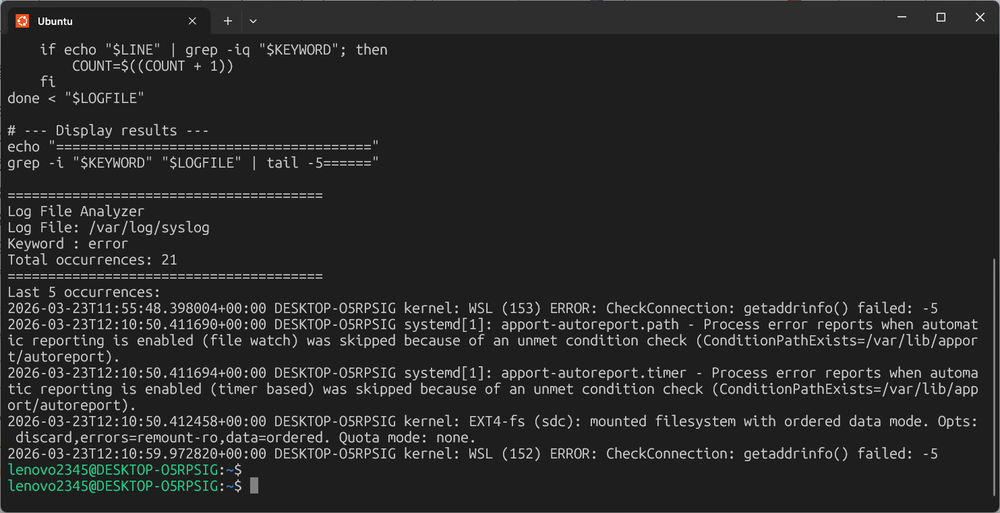 Ubuntu
if echo "$LINE" | grep -iq "$KEYWORD"; then
COUNT=$((COUNT + 1))
fi
done < "$LOGFILE"
# --- Display results ---
echo "======================================="
grep -i "$KEYWORD" "$LOGFILE" | tail -5======"
=======================================
Log File Analyzer
Log File: /var/log/syslog
Keyword : error
Total occurrences: 21
=======================================
Last 5 occurrences:
2026-03-23T11:55:48.398004+00:00 DESKTOP-O5RPSIG kernel: WSL (153) ERROR: CheckConnection: getaddrinfo() failed: -5
2026-03-23T12:10:50.411690+00:00 DESKTOP-O5RPSIG systemd[1]: apport-autoreport.path - Process error reports when automat
ic reporting is enabled (file watch) was skipped because of an unmet condition check (ConditionPathExists=/var/lib/appor
t/autoreport).
2026-03-23T12:10:50.411694+00:00 DESKTOP-O5RPSIG systemd[1]: apport-autoreport.timer - Process error reports when automa
tic reporting is enabled (timer based) was skipped because of an unmet condition check (ConditionPathExists=/var/lib/app
ort/autoreport).
2026-03-23T12:10:50.412458+00:00 DESKTOP-O5RPSIG kernel: EXT4-fs (sdc): mounted filesystem with ordered data mode. Opts:
discard,errors=remount-ro,data=ordered. Quota mode: none.
2026-03-23T12:10:59.972820+00:00 DESKTOP-O5RPSIG kernel: WSL (152) ERROR: CheckConnection: getaddrinfo() failed: -5
lenovo2345@DESKTOP-O5RPSIG:~$
lenovo2345@DESKTOP-O5RPSIG:~$